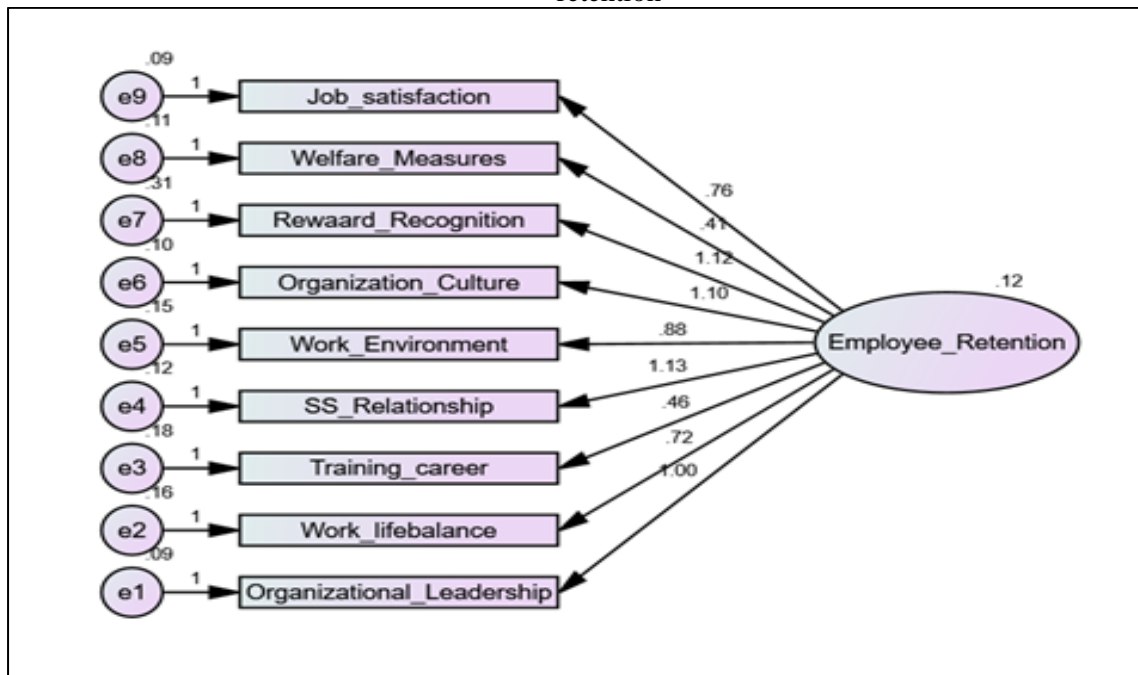 retention
.09
e9
1
Job_satisfaction
.11
e8
1
Welfare_Measures
.31
e7
1
Rewaard_Recognition
.10
e6
1
Organization_Culture
.15
e5
1
Work_Environment
.12
e4
1
SS_Relationship
.18
e3
1
Training_career
.16
e2
1
Work_lifebalance
.09
e1
1
Organizational_Leadership
.76
.41
1.12
1.10
.88
1.13
.46
.72
1.00
.12
Employee_Retention